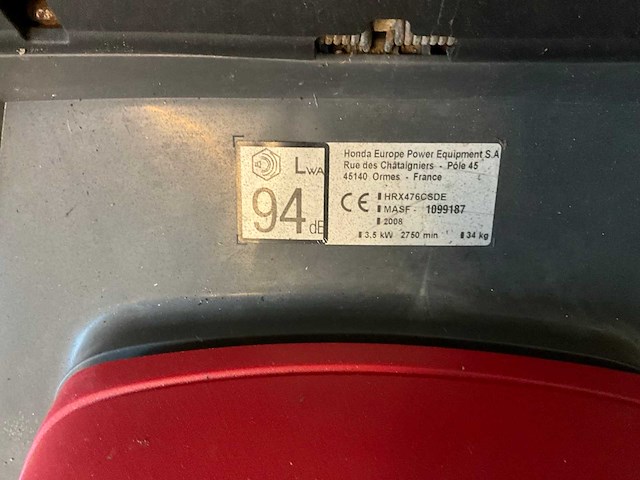 LWA
94 dB
Honda Europe Power Equipment S.A
Rue des Châtaigniers - Pôle 45
45140 Ormes - France
CE
HRX476CSDE
MASF - 1099187
2008
3.5 kW 2750 min
34 kg